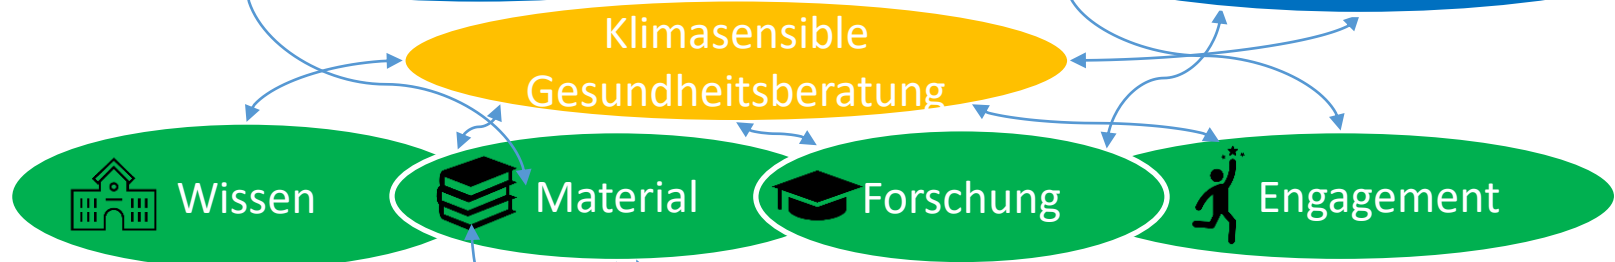 Klimasensible
Gesundheitsberatung
Wissen
Material
Forschung
Engagement